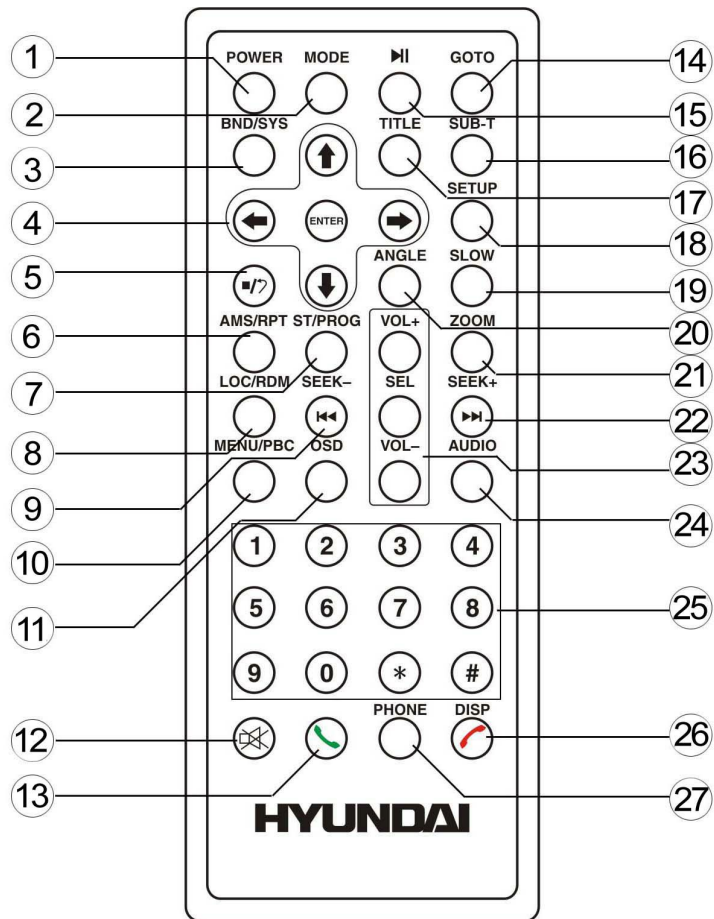 POWER MODE GOTO
BND/SYS TITLE SUB-T
SETUP
ENTER
ANGLE SLOW
AMS/RPT ST/PROG VOL+ ZOOM
LOC/RDM SEEK– SEL SEEK+
MENU/PBC OSD VOL– AUDIO
1 2 3 4
5 6 7 8
9 0 * #
PHONE DISP
HYUNDAI
1
2
3
4
5
6
7
8
9
10
11
12
13
14
15
16
17
18
19
20
21
22
23
24
25
26
27